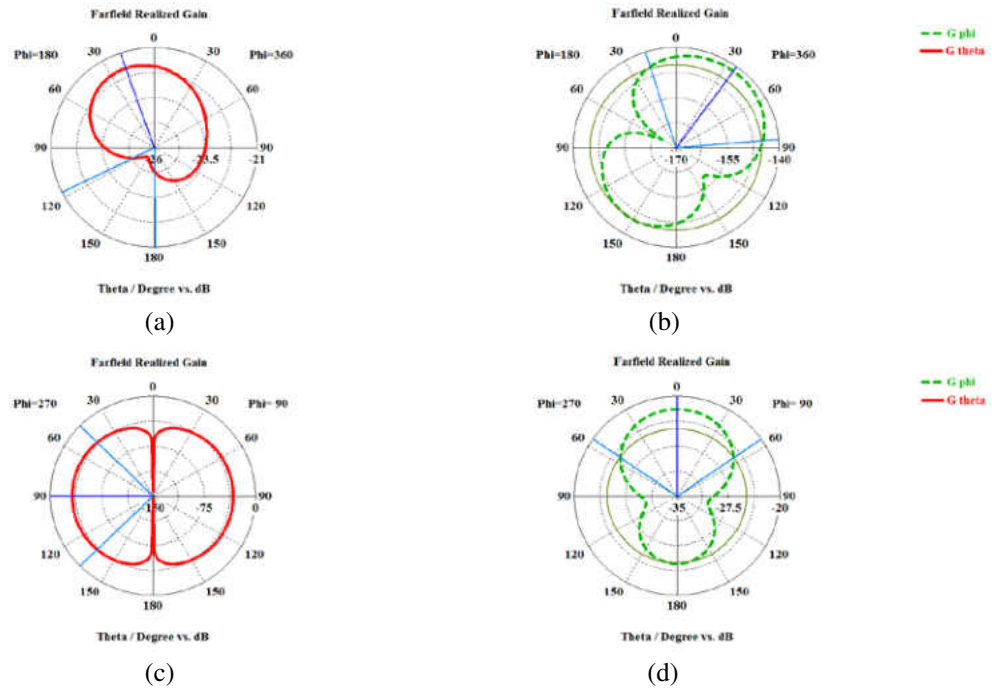 Farfield Realized Gain
Phi=180 30 0 30 Phi=360
60 60
90 -26 -23.5 -21 90
120 120
150 180 150
Theta / Degree vs. dB
(a)
Farfield Realized Gain
Phi=180 30 0 30 Phi=360
60 60
90 -170 -155 -140 90
120 120
150 180 150
Theta / Degree vs. dB
(b)
G phi
G theta
Farfield Realized Gain
Phi=270 30 0 30 Phi= 90
60 60
90 -150 -75 0 90
120 120
150 180 150
Theta / Degree vs. dB
(c)
Farfield Realized Gain
Phi=270 30 0 30 Phi= 90
60 60
90 -35 -27.5 -20 90
120 120
150 180 150
Theta / Degree vs. dB
(d)
G phi
G theta